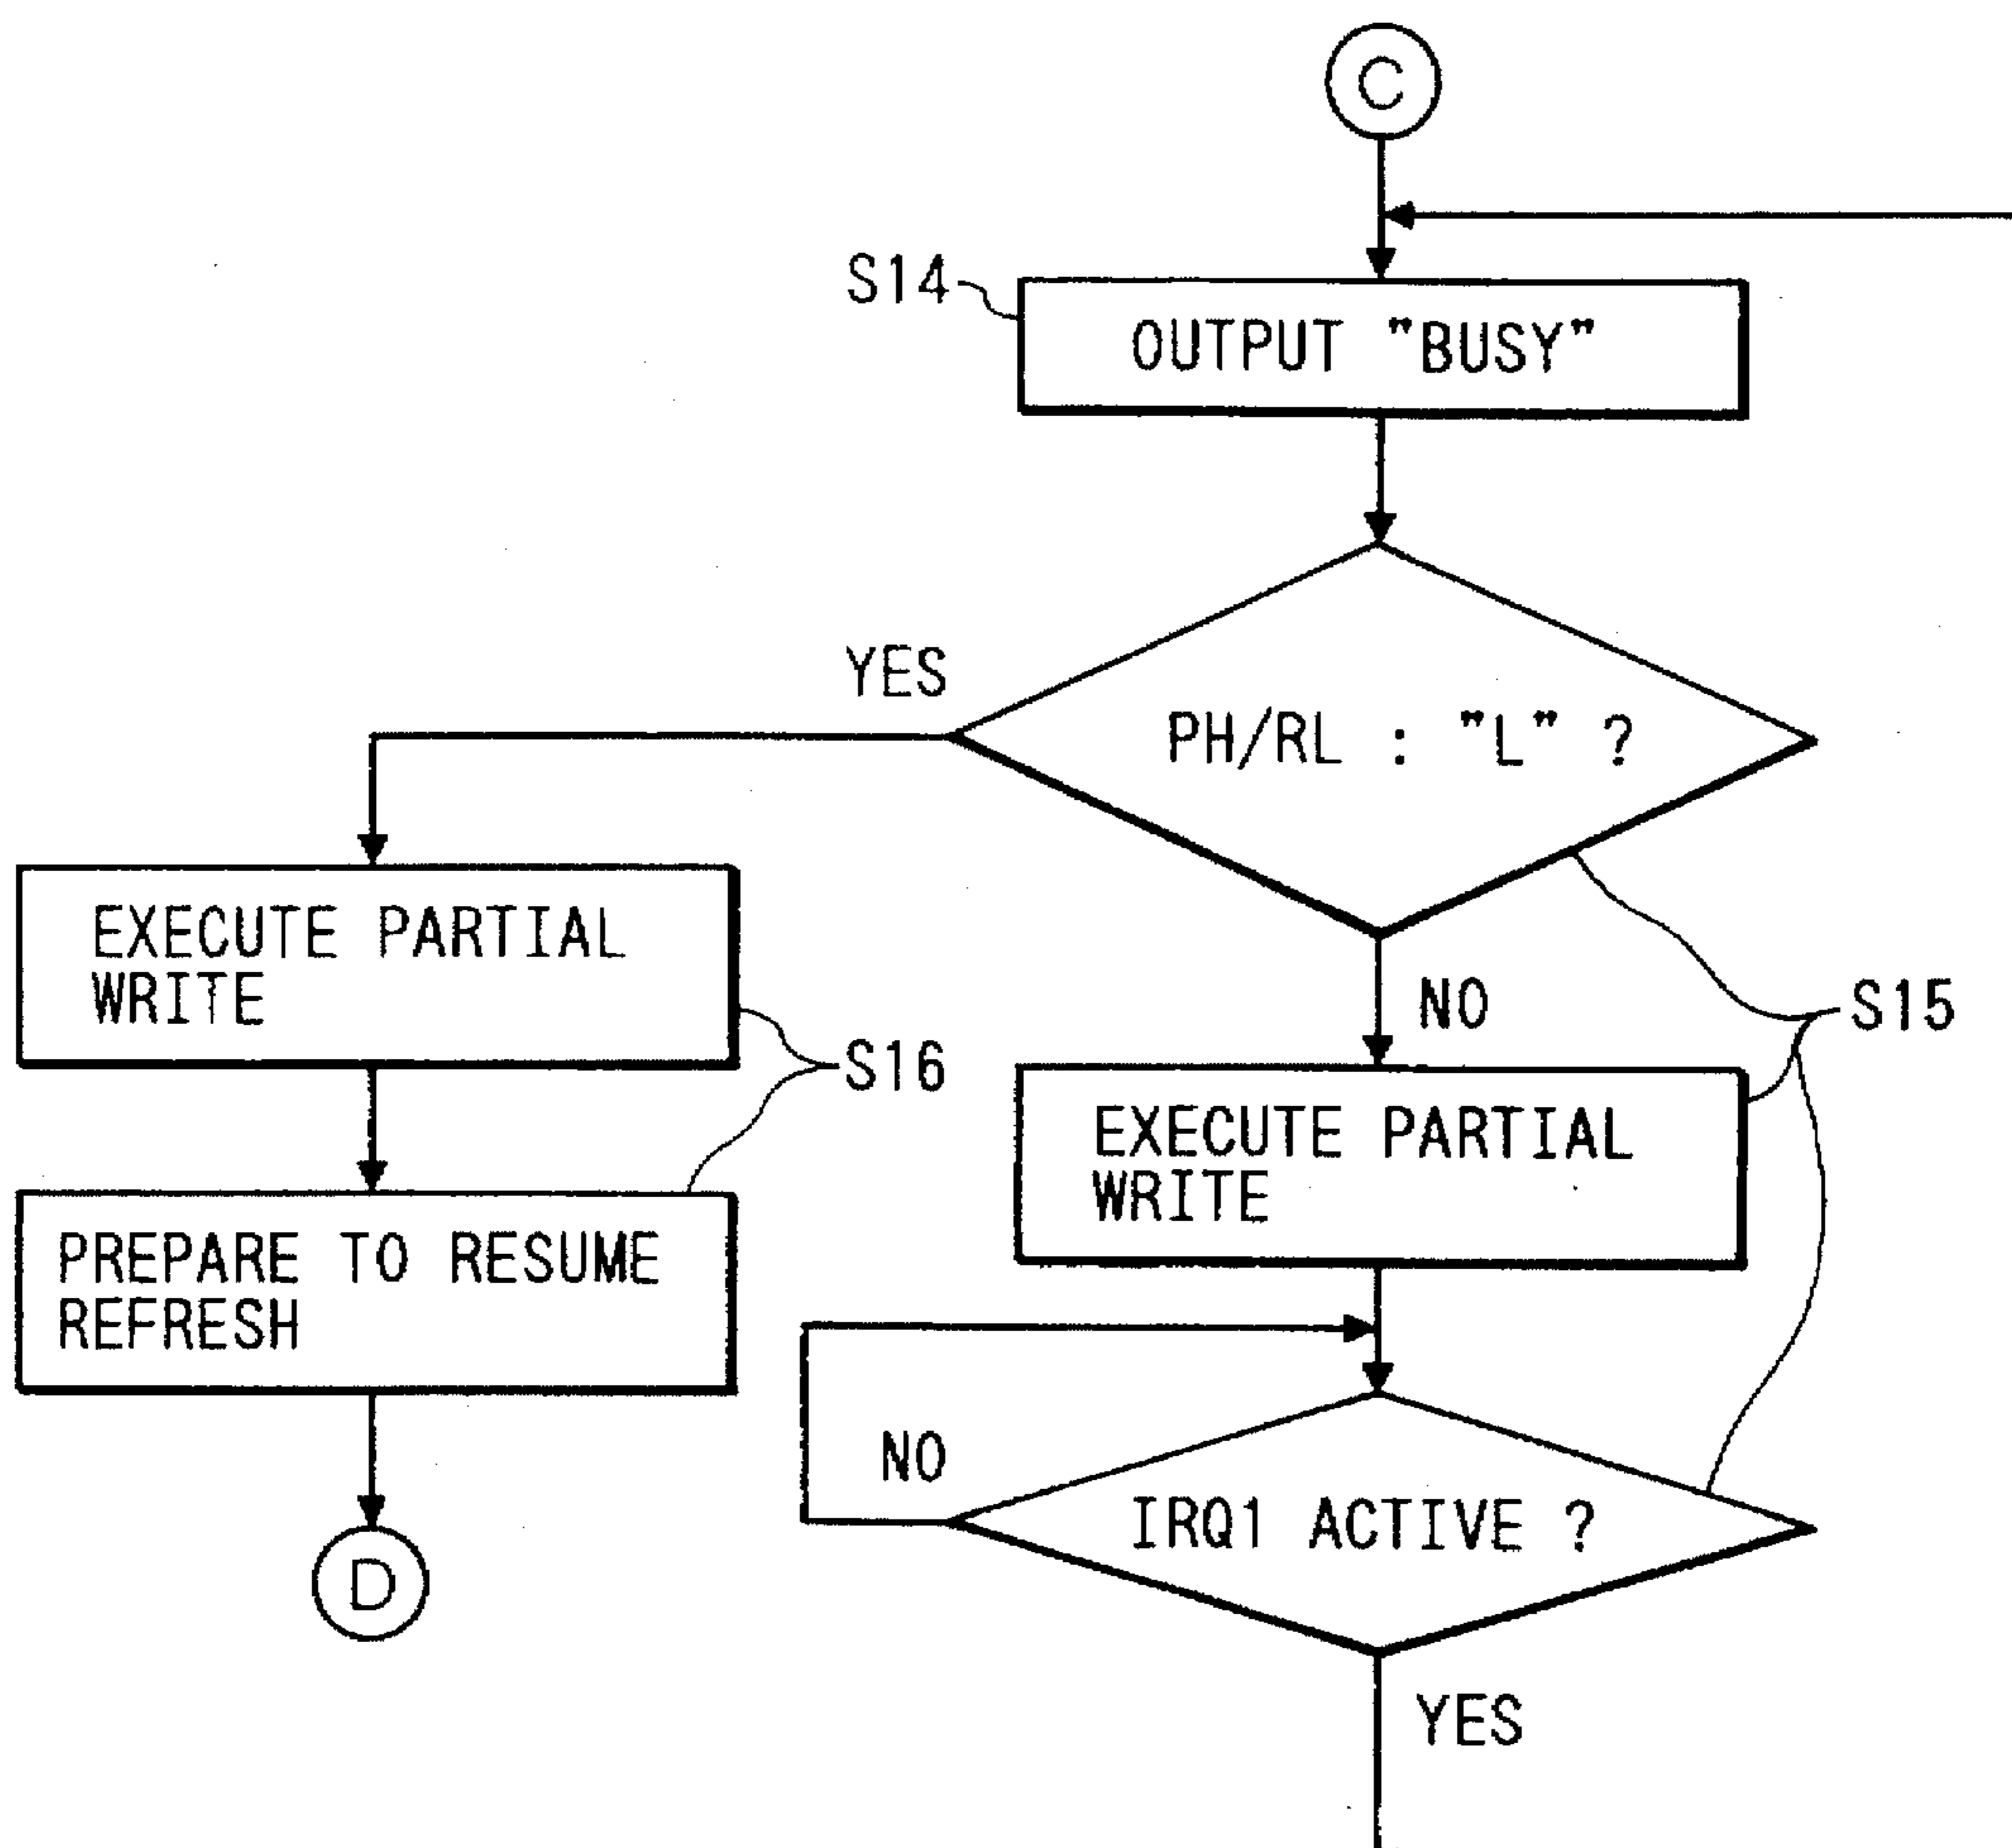 C
S14
OUTPUT "BUSY"
YES
PH/RL : "L" ?
EXECUTE PARTIAL
WRITE
NO
S15
S16
EXECUTE PARTIAL
WRITE
PREPARE TO RESUME
REFRESH
NO
IRQ1 ACTIVE ?
D
YES